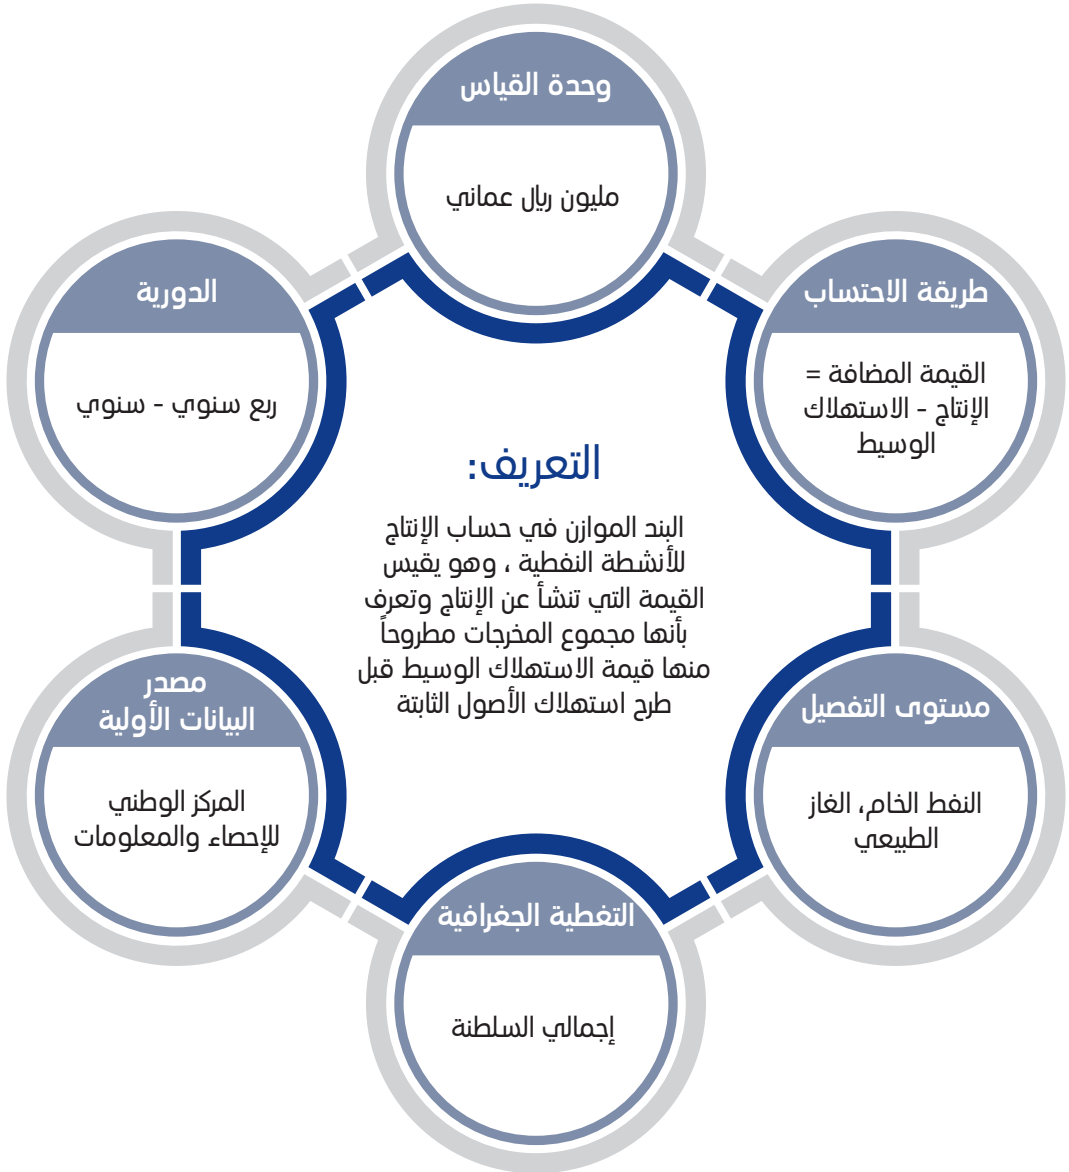 وحدة القياس
مليون ريال عماني
طريقة الاحتساب
القيمة المضافة =
الإنتاج - الاستهلاك
الوسيط
الدورية
ربع سنوي - سنوي
التعريف:
البند الموازن في حساب الإنتاج
للأنشطة النفطية ، وهو يقيس
القيمة التي تنشأ عن الإنتاج وتعرف
بأنها مجموع المخرجات مطروحاً
منها قيمة الاستهلاك الوسيط قبل
طرح استهلاك الأصول الثابتة
مستوى التفصيل
النفط الخام، الغاز
الطبيعي
مصدر
البيانات الأولية
المركز الوطني
للإحصاء والمعلومات
التغطية الجغرافية
إجمالي السلطنة